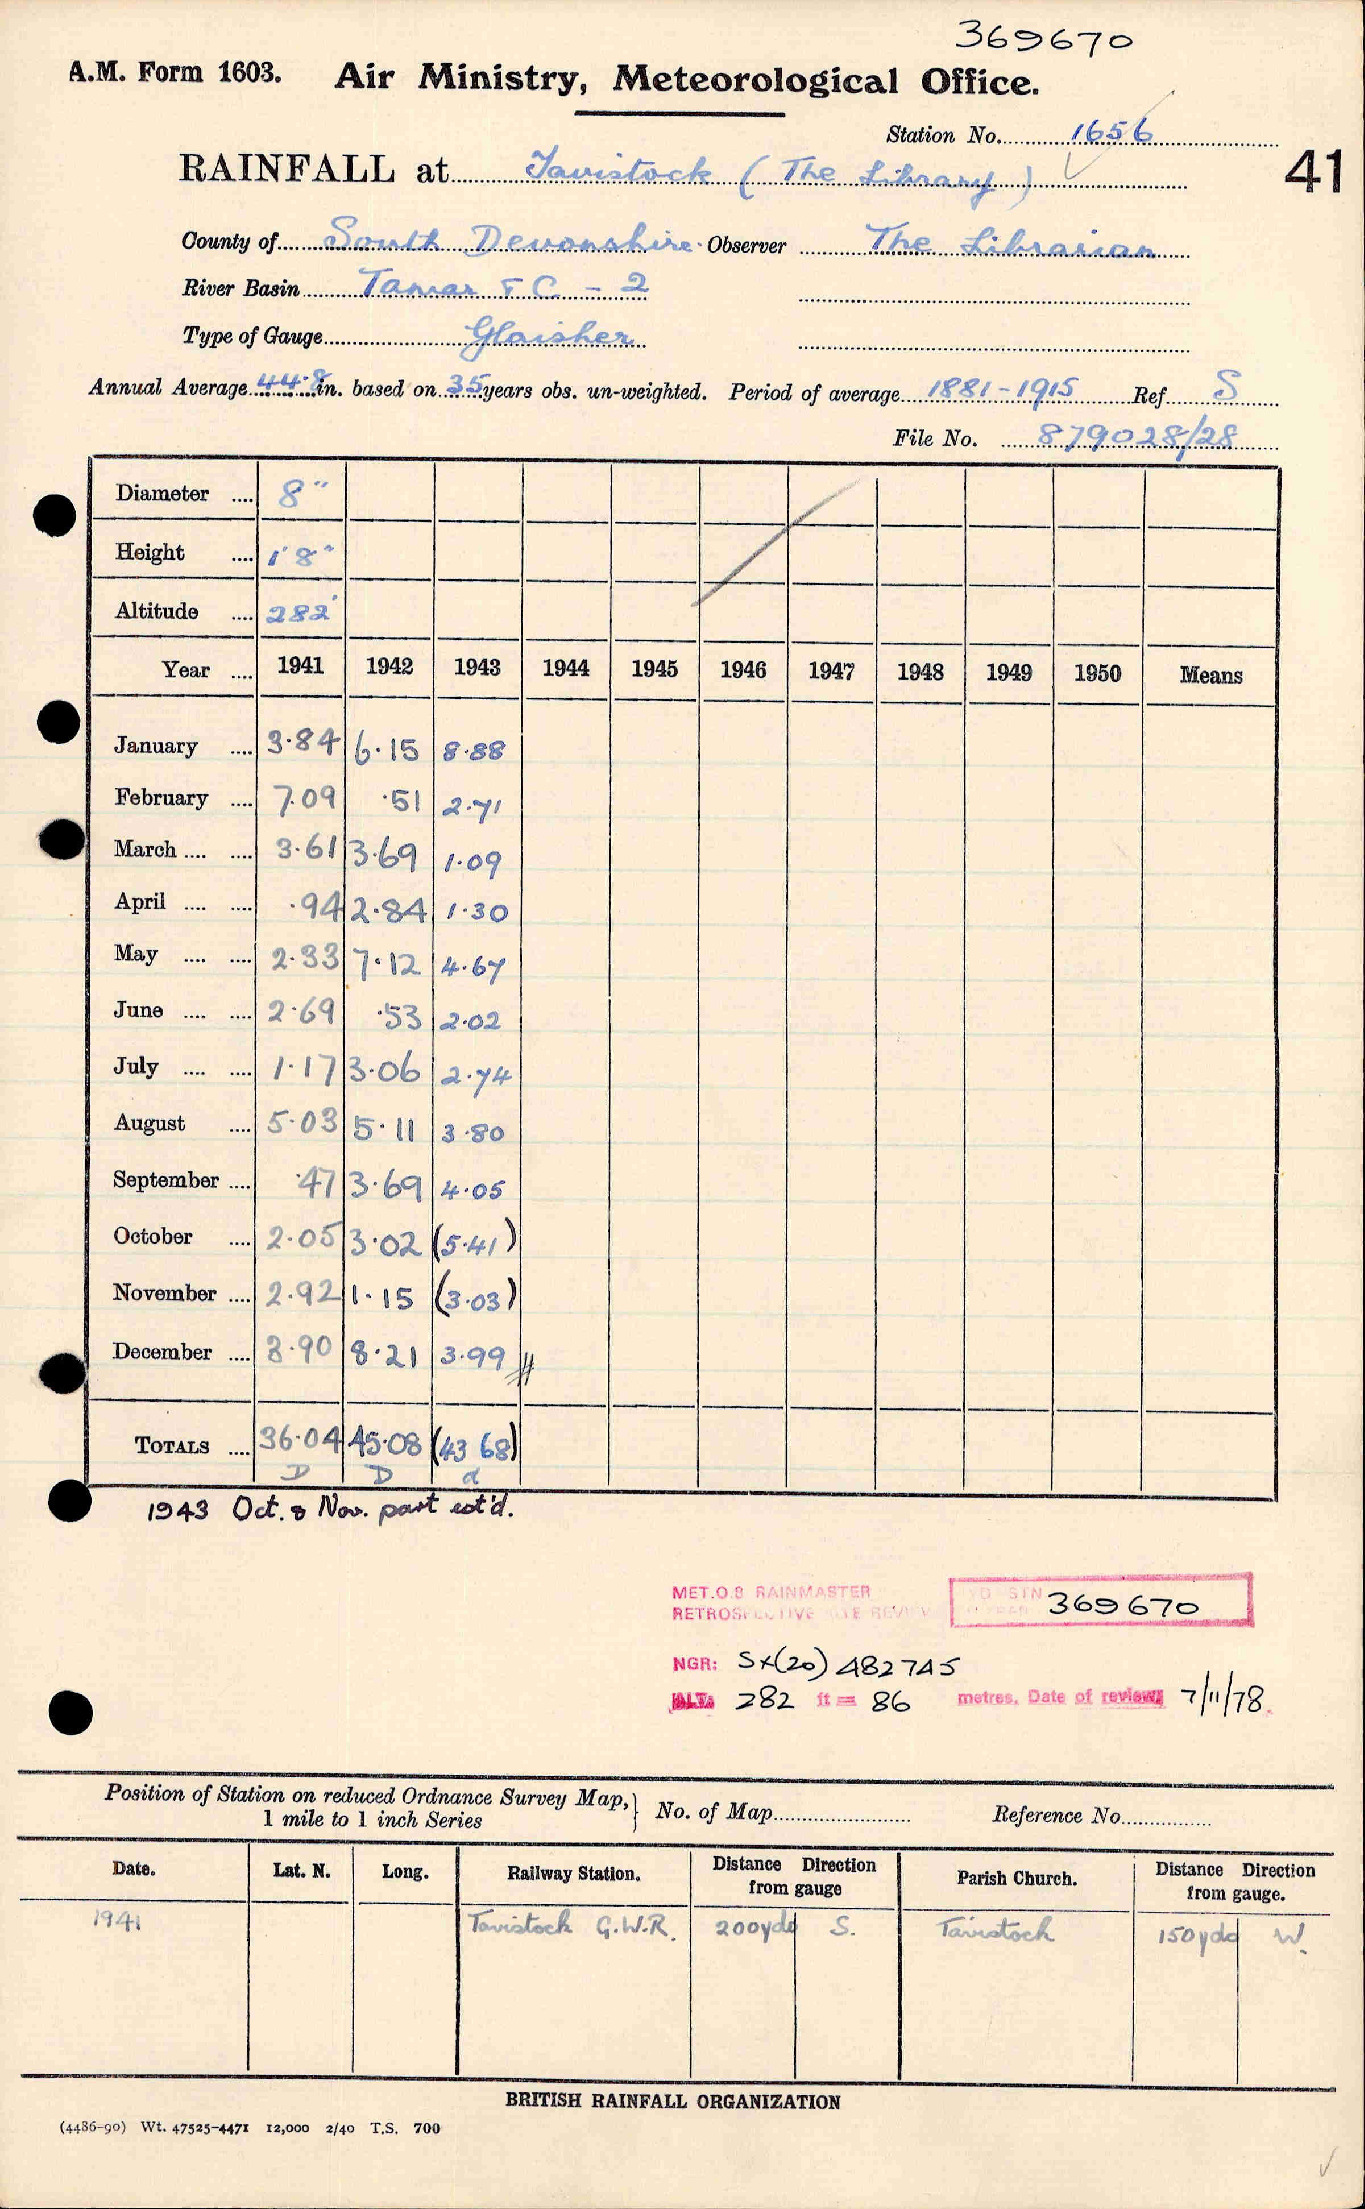 369670
A.M. Form 1603. Air Ministry, Meteorological Office.
Station No. 1656
RAINFALL at Tavistock (The Library)
41
County of South Devonshire. Observer The Librarian
River Basin Tamar & C - 2
Type of Gauge Glaisher
Annual Average 44.8 in. based on 35 years obs. un-weighted. Period of average 1881-1915 Ref S
File No. 879028/28
Diameter .... 8"
Height .... 1'8"
Altitude .... 282'
Year .... 1941 1942 1943 1944 1945 1946 1947 1948 1949 1950 Means
January .... 3.84 6.15 8.88
February .... 7.09 .51 2.71
March .... .... 3.61 3.69 1.09
April .... .... .94 2.84 1.30
May .... .... 2.33 7.12 4.67
June .... .... 2.69 .53 2.02
July .... .... 1.17 3.06 2.74
August .... 5.03 5.11 3.80
September .... .47 3.69 4.05
October .... 2.05 3.02 (5.41)
November .... 2.92 1.15 (3.03)
December .... 3.90 8.21 3.99
TOTALS .... 36.04 45.08 (43 68)
D D d
1943 Oct. & Nov. part est'd.
MET.O.8 RAINMASTER
RETROSPECTIVE SITE REVIEW
STN 369670
NGR: SX(20) 482745
ALT: 282 ft = 86 metres. Date of review: 7/11/78.
Position of Station on reduced Ordnance Survey Map,
1 mile to 1 inch Series
No. of Map
Reference No.
Date. Lat. N. Long. Railway Station. Distance Direction from gauge Parish Church. Distance Direction from gauge.
1941 Tavistock G.W.R. 200yds S. Tavistock 150yds W.
BRITISH RAINFALL ORGANIZATION
(4486-90) Wt. 47525-4471 12,000 2/40 T.S. 700